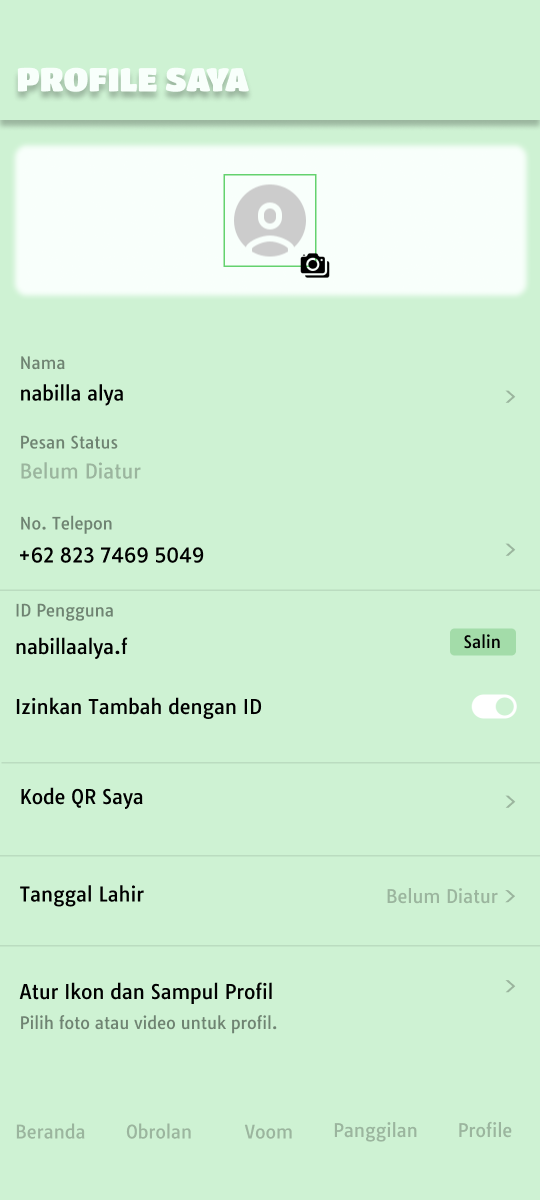 PROFILE SAYA
Nama
nabilla alya
Pesan Status
Belum Diatur
No. Telepon
+62 823 7469 5049
ID Pengguna
nabillaalya.f
Salin
Izinkan Tambah dengan ID
Kode QR Saya
Tanggal Lahir
Belum Diatur
Atur Ikon dan Sampul Profil
Pilih foto atau video untuk profil.
Beranda Obrolan Voom Panggilan Profile